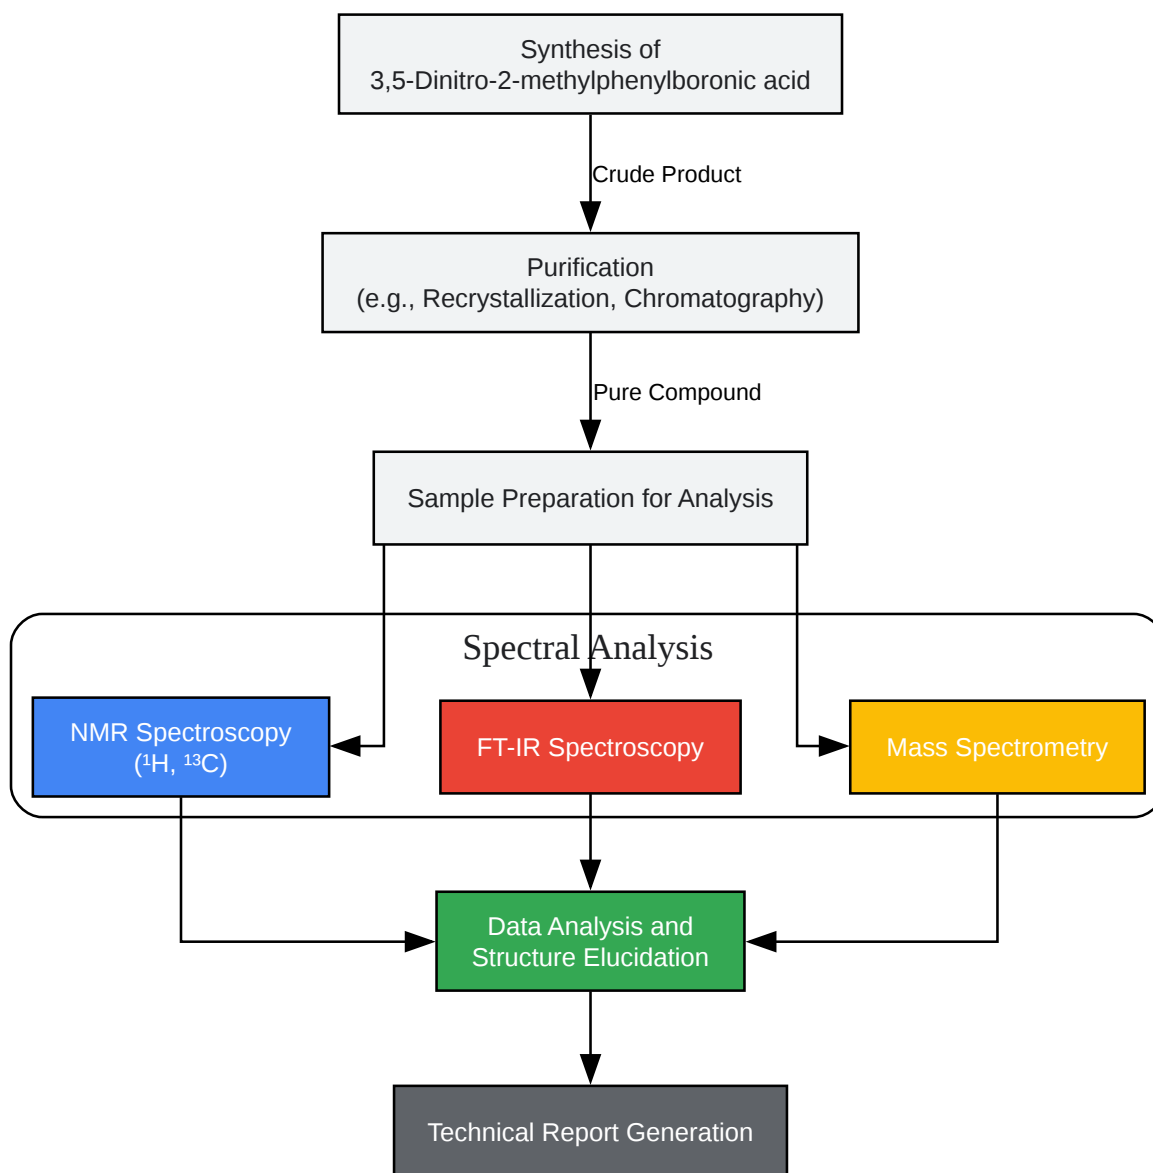 Synthesis of
3,5-Dinitro-2-methylphenylboronic acid
Crude Product
Purification
(e.g., Recrystallization, Chromatography)
Pure Compound
Sample Preparation for Analysis
Spectral Analysis
NMR Spectroscopy
(¹H, ¹³C)
FT-IR Spectroscopy
Mass Spectrometry
Data Analysis and
Structure Elucidation
Technical Report Generation